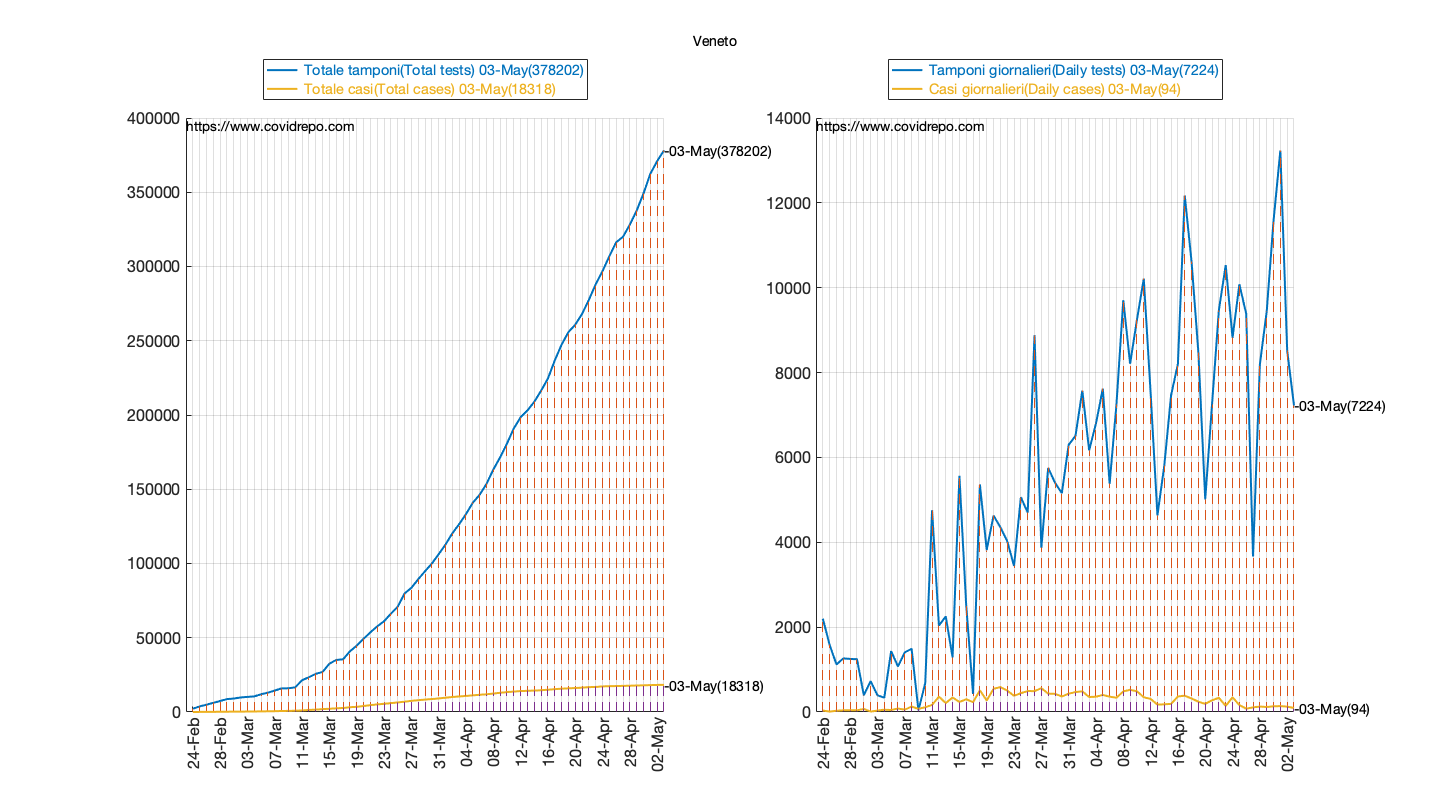 Veneto
Totale tamponi(Total tests) 03-May(378202)
Totale casi(Total cases) 03-May(18318)
400000
350000
300000
250000
200000
150000
100000
50000
0
https://www.covidrepo.com
-03-May(378202)
-03-May(18318)
24-Feb
28-Feb
03-Mar
07-Mar
11-Mar
15-Mar
19-Mar
23-Mar
27-Mar
31-Mar
04-Apr
08-Apr
12-Apr
16-Apr
20-Apr
24-Apr
28-Apr
02-May
Tamponi giornalieri(Daily tests) 03-May(7224)
Casi giornalieri(Daily cases) 03-May(94)
14000
12000
10000
8000
6000
4000
2000
0
https://www.covidrepo.com
-03-May(7224)
-03-May(94)
24-Feb
28-Feb
03-Mar
07-Mar
11-Mar
15-Mar
19-Mar
23-Mar
27-Mar
31-Mar
04-Apr
08-Apr
12-Apr
16-Apr
20-Apr
24-Apr
28-Apr
02-May